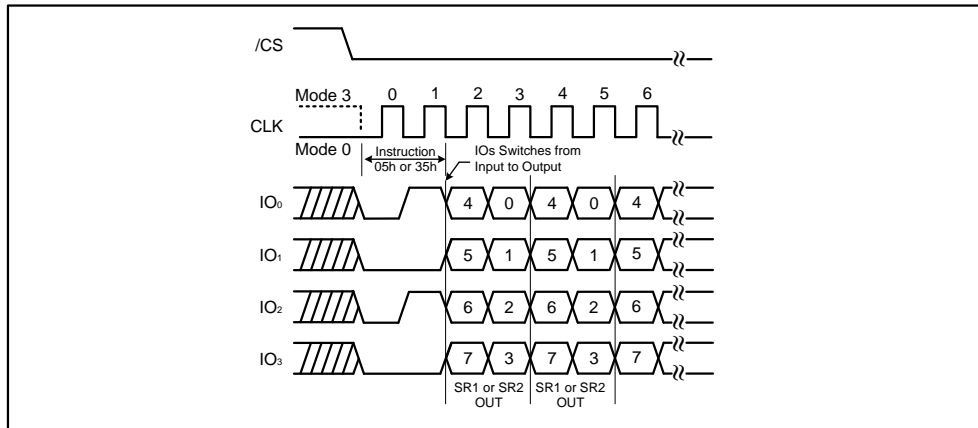 /CS
Mode 3 0 1 2 3 4 5 6
CLK
Mode 0
Instruction
05h or 35h
IOs Switches from
Input to Output
IO₀ 4 0 4 0 4
IO₁ 5 1 5 1 5
IO₂ 6 2 6 2 6
IO₃ 7 3 7 3 7
SR1 or SR2
OUT
SR1 or SR2
OUT